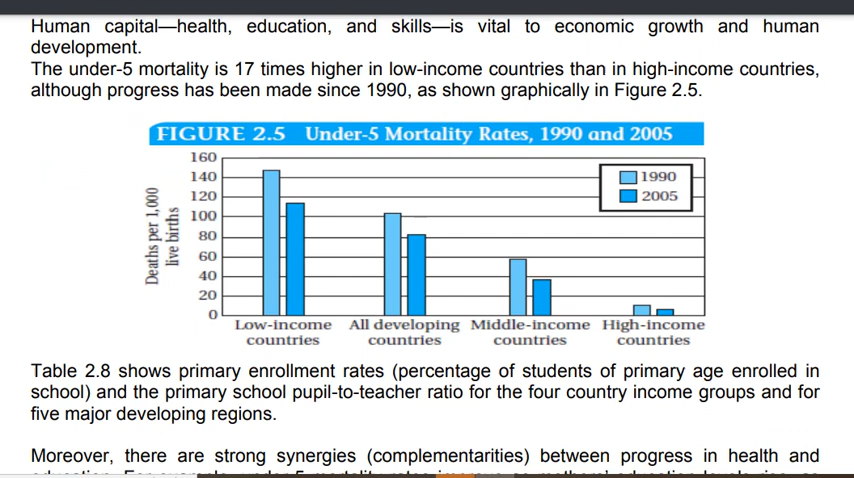 Human capital—health, education, and skills—is vital to economic growth and human
development.
The under-5 mortality is 17 times higher in low-income countries than in high-income countries,
although progress has been made since 1990, as shown graphically in Figure 2.5.
FIGURE 2.5 Under-5 Mortality Rates, 1990 and 2005
Deaths per 1,000
live births
160
140
120
100
80
60
40
20
0
1990
2005
Low-income
countries
All developing
countries
Middle-income
countries
High-income
countries
Table 2.8 shows primary enrollment rates (percentage of students of primary age enrolled in
school) and the primary school pupil-to-teacher ratio for the four country income groups and for
five major developing regions.
Moreover, there are strong synergies (complementarities) between progress in health and